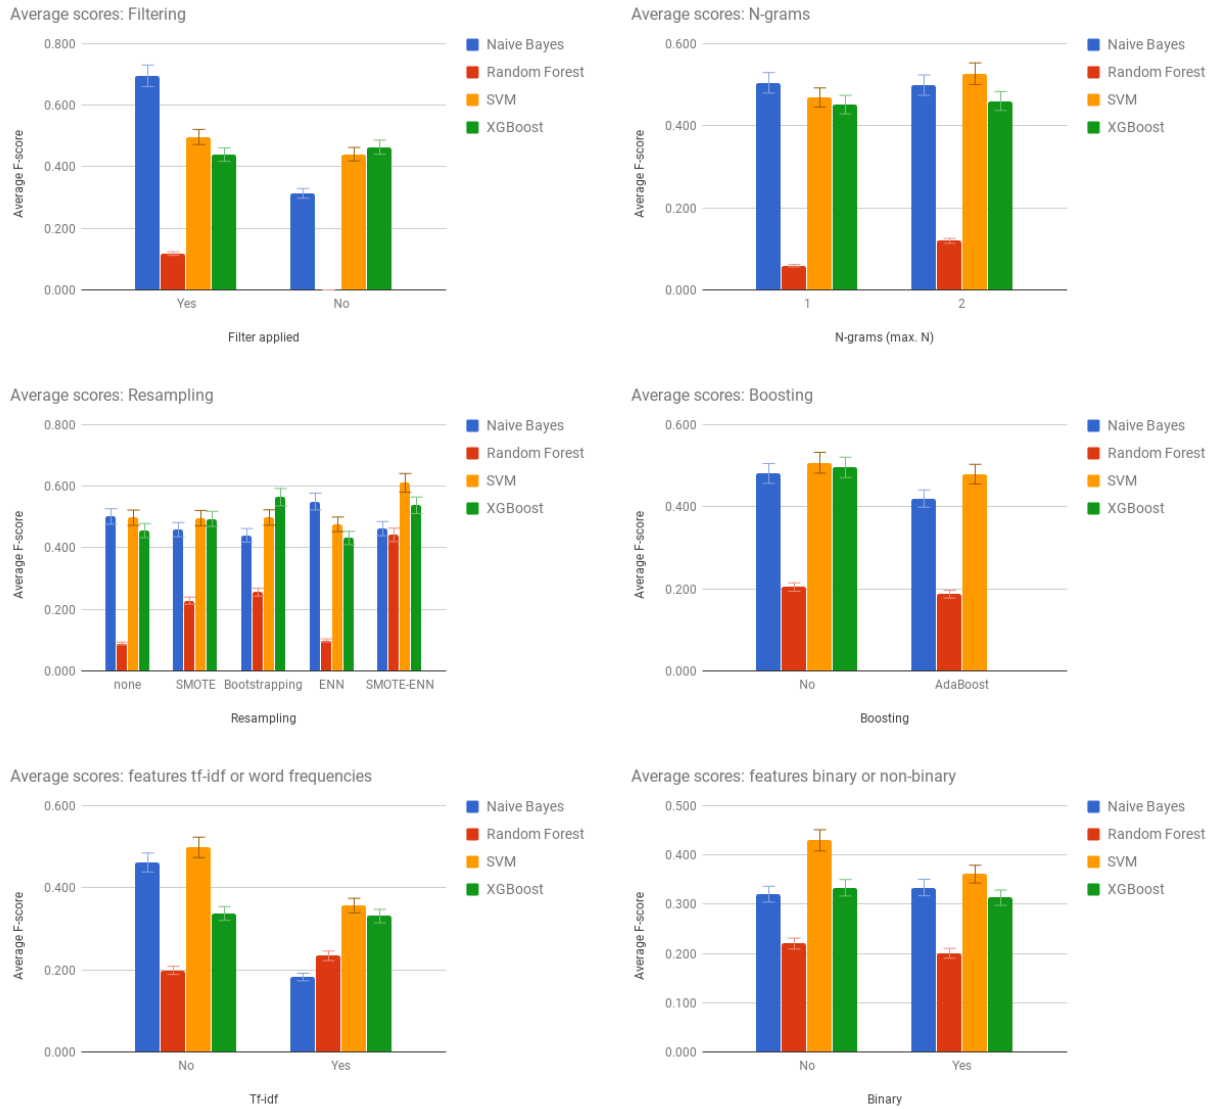 Average scores: Filtering
0.800
0.600
0.400
0.200
0.000
Average F-score
Yes
No
Filter applied
Naive Bayes
Random Forest
SVM
XGBoost
Average scores: N-grams
0.600
0.400
0.200
0.000
Average F-score
1
2
N-grams (max. N)
Naive Bayes
Random Forest
SVM
XGBoost
Average scores: Resampling
0.800
0.600
0.400
0.200
0.000
Average F-score
none
SMOTE
Bootstrapping
ENN
SMOTE-ENN
Resampling
Naive Bayes
Random Forest
SVM
XGBoost
Average scores: Boosting
0.600
0.400
0.200
0.000
Average F-score
No
AdaBoost
Boosting
Naive Bayes
Random Forest
SVM
XGBoost
Average scores: features tf-idf or word frequencies
0.600
0.400
0.200
0.000
Average F-score
No
Yes
Tf-idf
Naive Bayes
Random Forest
SVM
XGBoost
Average scores: features binary or non-binary
0.500
0.400
0.300
0.200
0.100
0.000
Average F-score
No
Yes
Binary
Naive Bayes
Random Forest
SVM
XGBoost